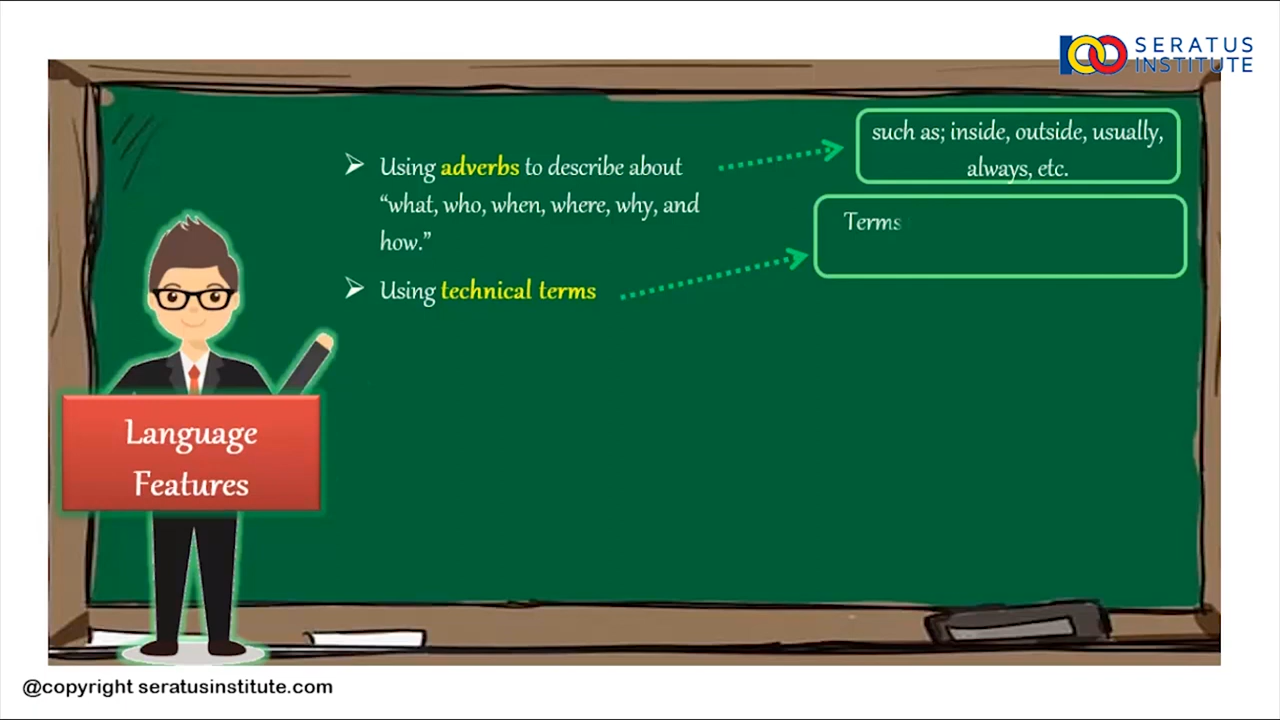 SERATUS
INSTITUTE
Using adverbs to describe about
“what, who, when, where, why, and
how.”
such as; inside, outside, usually,
always, etc.
Using technical terms
Terms
Language
Features
@copyright seratusinstitute.com